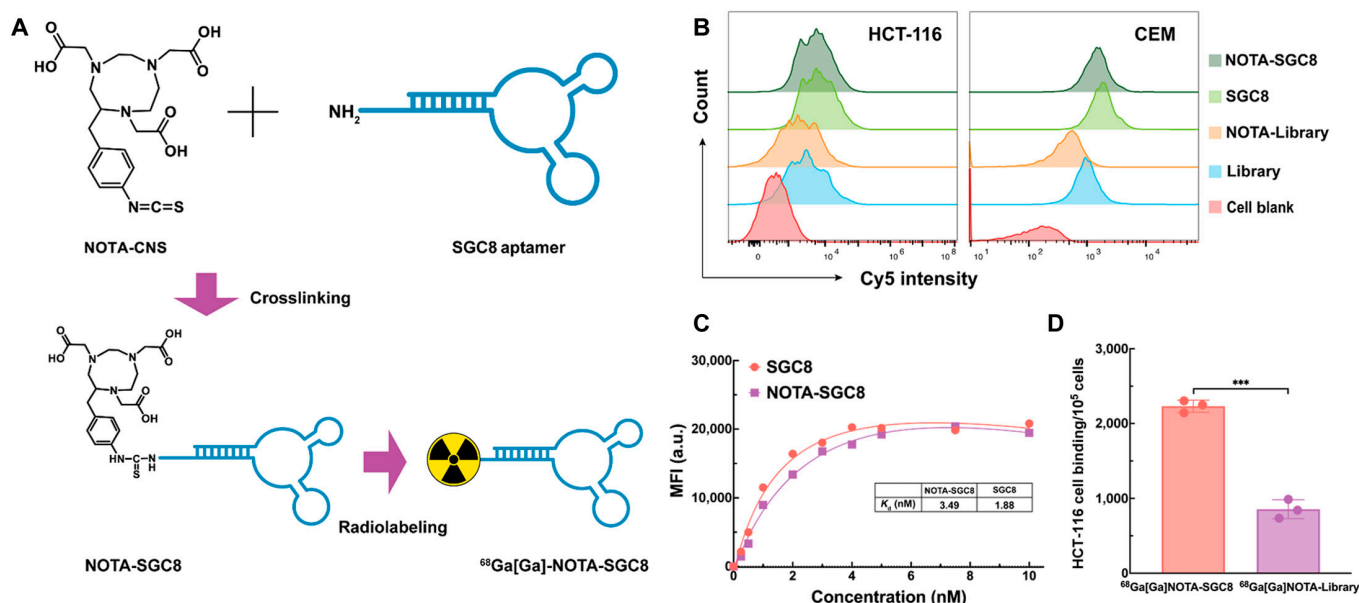 A
HO
O
OH
O
N
N
N
O
OH
N=C=S
NOTA-CNS
NH2
SGC8 aptamer
Crosslinking
O
HO
OH
O
N
N
N
O
OH
NH
S
N
H
NOTA-SGC8
Radiolabeling
68Ga[Ga]-NOTA-SGC8
B
HCT-116
CEM
Count
0
10^4
10^6
10^8
10^1
10^2
10^3
10^4
Cy5 intensity
NOTA-SGC8
SGC8
NOTA-Library
Library
Cell blank
C
30,000
20,000
10,000
0
MFI (a.u.)
SGC8
NOTA-SGC8
NOTA-SGC8 SGC8
Kd (nM) 3.49 1.88
0 2 4 6 8 10
Concentration (nM)
D
3,000
2,000
1,000
0
HCT-116 cell binding/10^5 cells
***
68Ga[Ga]NOTA-SGC8 68Ga[Ga]NOTA-Library